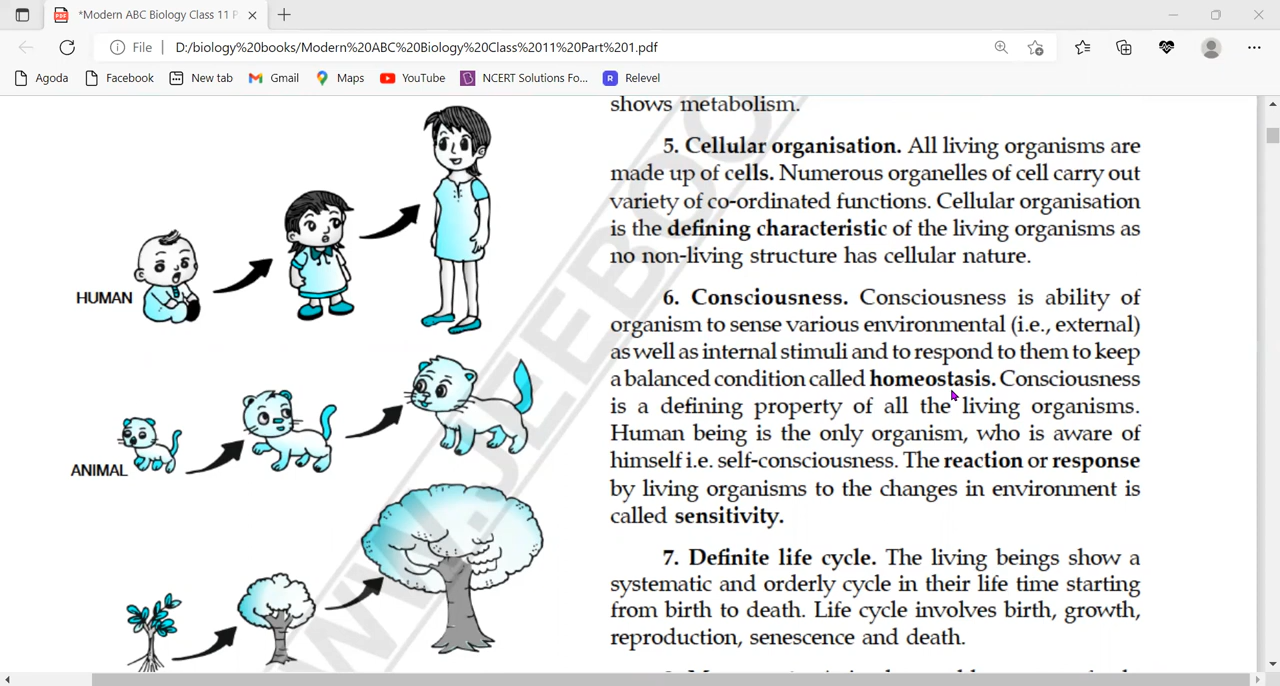 *Modern ABC Biology Class 11 P
File
D:/biology%20books/Modern%20ABC%20Biology%20Class%2011%20Part%201.pdf
Agoda Facebook New tab Gmail Maps YouTube NCERT Solutions Fo... Relevel
shows metabolism.
5. Cellular organisation. All living organisms are
made up of cells. Numerous organelles of cell carry out
variety of co-ordinated functions. Cellular organisation
is the defining characteristic of the living organisms as
no non-living structure has cellular nature.
6. Consciousness. Consciousness is ability of
organism to sense various environmental (i.e., external)
as well as internal stimuli and to respond to them to keep
a balanced condition called homeostasis. Consciousness
is a defining property of all the living organisms.
Human being is the only organism, who is aware of
himself i.e. self-consciousness. The reaction or response
by living organisms to the changes in environment is
called sensitivity.
7. Definite life cycle. The living beings show a
systematic and orderly cycle in their life time starting
from birth to death. Life cycle involves birth, growth,
reproduction, senescence and death.
HUMAN
ANIMAL
WWW.JEEBOO